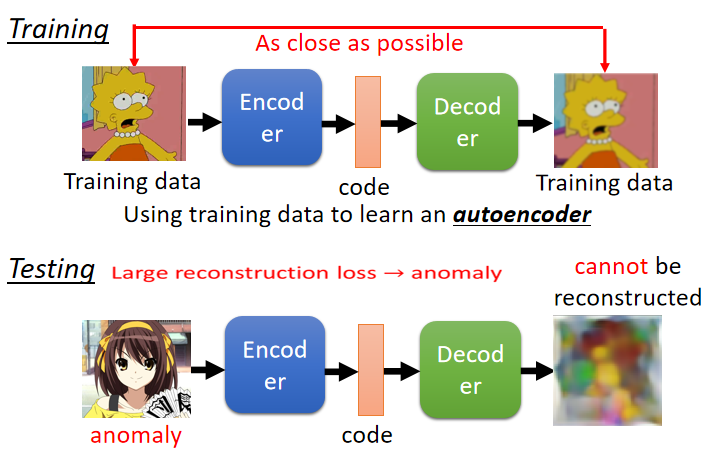 Training
As close as possible
Encod
er
Decod
er
Training data
code
Training data
Using training data to learn an autoencoder
Testing
Large reconstruction loss → anomaly
cannot be
reconstructed
Encod
er
Decod
er
anomaly
code